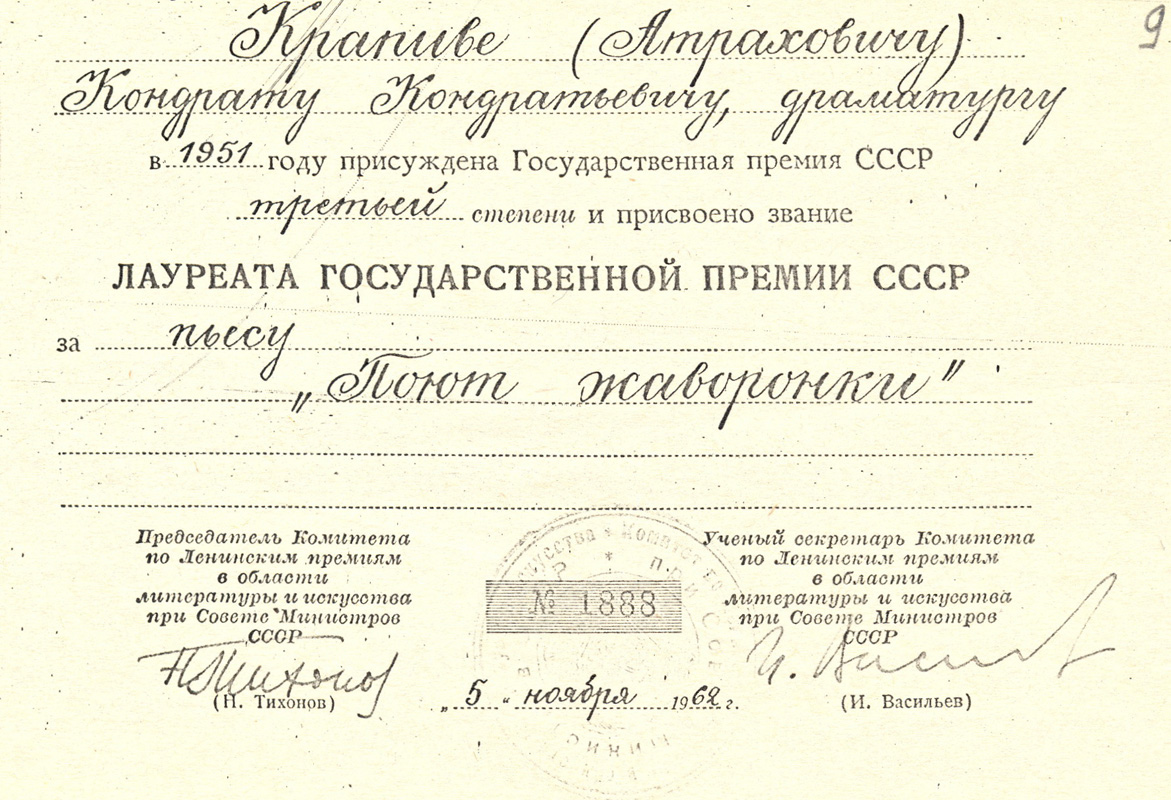 9
Крапиве (Атраховичу)
Кондрату Кондратьевичу, драматургу
в 1951 году присуждена Государственная премия СССР
третьей степени и присвоено звание
ЛАУРЕАТА ГОСУДАРСТВЕННОЙ ПРЕМИИ СССР
за пьесу
„Поют жаворонки"
Председатель Комитета
по Ленинским премиям
в области
литературы и искусства
при Совете Министров
СССР
Н. Тихонов
(Н. Тихонов)
№ 1888
„5" ноября 1962 г.
Ученый секретарь Комитета
по Ленинским премиям
в области
литературы и искусства
при Совете Министров
СССР
И. Васильев
(И. Васильев)